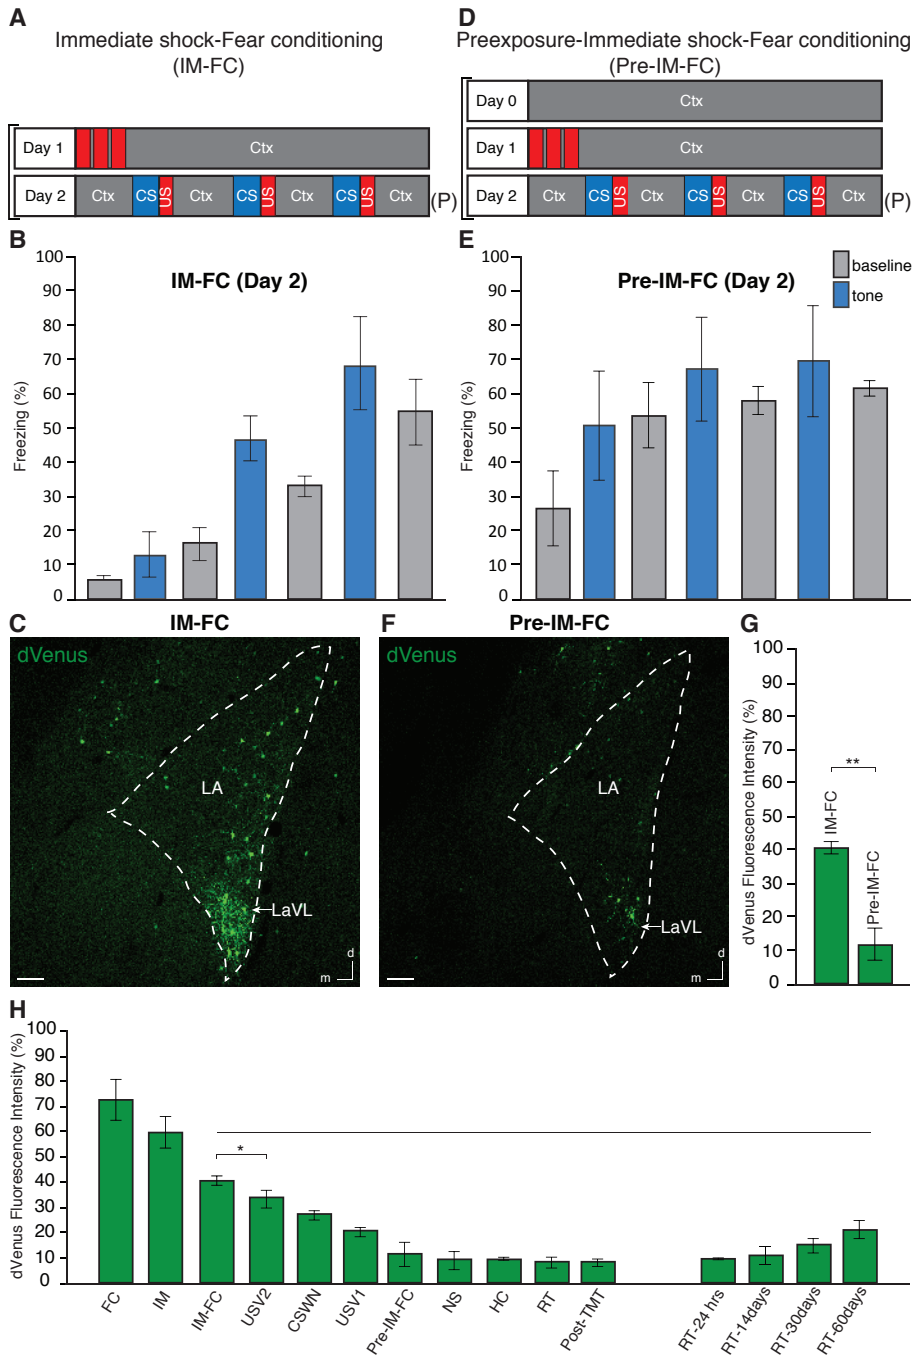 A
Immediate shock-Fear conditioning
(IM-FC)
Day 1
Ctx
Day 2
Ctx
CS
US
Ctx
CS
US
Ctx
CS
US
Ctx
(P)
D
Preexposure-Immediate shock-Fear conditioning
(Pre-IM-FC)
Day 0
Ctx
Day 1
Ctx
Day 2
Ctx
CS
US
Ctx
CS
US
Ctx
CS
US
Ctx
(P)
B
IM-FC (Day 2)
Freezing (%)
100
90
80
70
60
50
40
30
20
10
0
E
Pre-IM-FC (Day 2)
baseline
tone
Freezing (%)
100
90
80
70
60
50
40
30
20
10
0
C
IM-FC
dVenus
LA
LaVL
d
m
F
Pre-IM-FC
dVenus
LA
LaVL
d
m
G
dVenus Fluorescence Intensity (%)
100
90
80
70
60
50
40
30
20
10
0
**
IM-FC
Pre-IM-FC
H
dVenus Fluorescence Intensity (%)
100
90
80
70
60
50
40
30
20
10
0
*
FC
IM
IM-FC
USV2
CSWN
USV1
Pre-IM-FC
NS
HC
RT
Post-TMT
RT-24 hrs
RT-14days
RT-30days
RT-60days